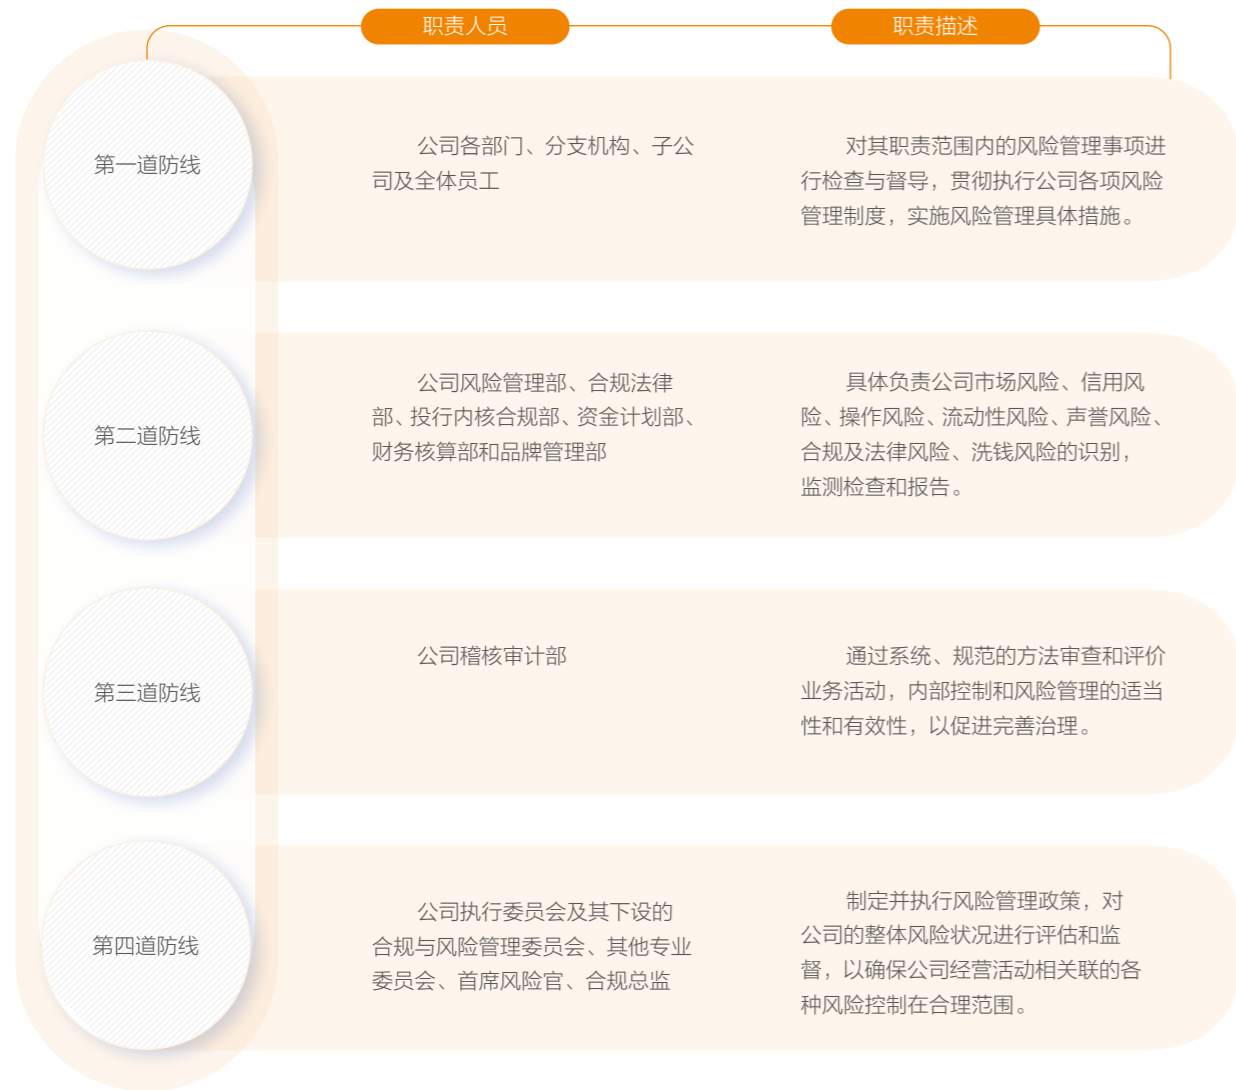 职责人员
职责描述
第一道防线
公司各部门、分支机构、子公
司及全体员工
对其职责范围内的风险管理事项进
行检查与督导，贯彻执行公司各项风险
管理制度，实施风险管理具体措施。
第二道防线
公司风险管理部、合规法律
部、投行内核合规部、资金计划部、
财务核算部和品牌管理部
具体负责公司市场风险、信用风
险、操作风险、流动性风险、声誉风险、
合规及法律风险、洗钱风险的识别，
监测检查和报告。
第三道防线
公司稽核审计部
通过系统、规范的方法审查和评价
业务活动，内部控制和风险管理的适当
性和有效性，以促进完善治理。
第四道防线
公司执行委员会及其下设的
合规与风险管理委员会、其他专业
委员会、首席风险官、合规总监
制定并执行风险管理政策，对
公司的整体风险状况进行评估和监
督，以确保公司经营活动相关联的各
种风险控制在合理范围。